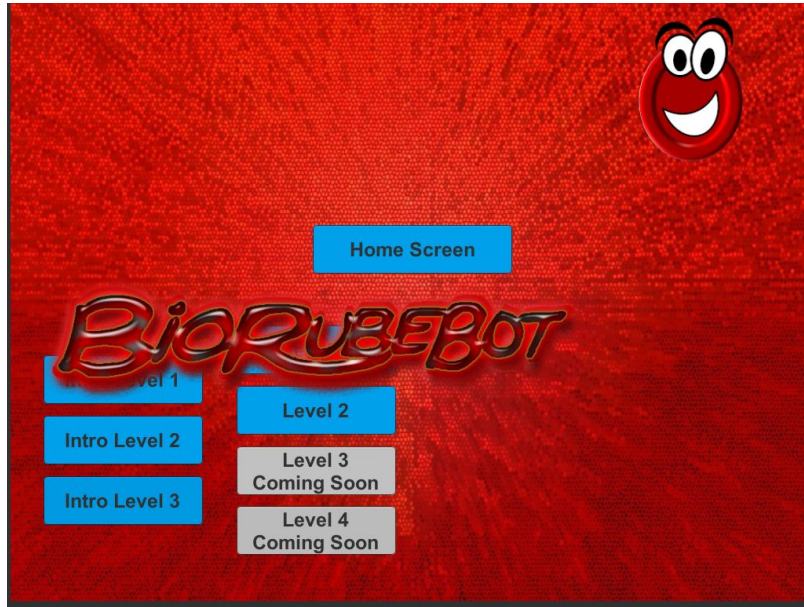 Home Screen
BioRubeBot
Level 1
Level 2
Intro Level 2
Level 3
Coming Soon
Intro Level 3
Level 4
Coming Soon